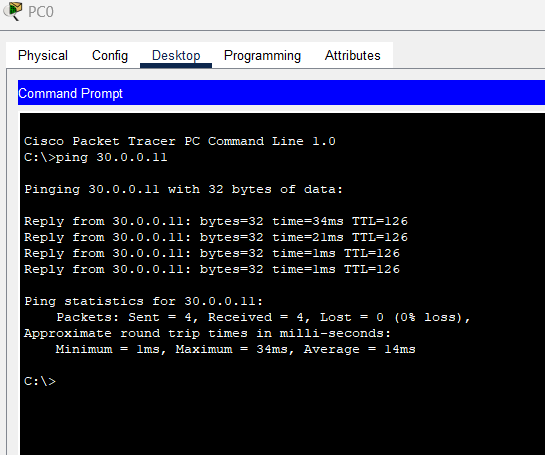 PC0
Physical Config Desktop Programming Attributes
Command Prompt
Cisco Packet Tracer PC Command Line 1.0
C:\>ping 30.0.0.11
Pinging 30.0.0.11 with 32 bytes of data:
Reply from 30.0.0.11: bytes=32 time=34ms TTL=126
Reply from 30.0.0.11: bytes=32 time=21ms TTL=126
Reply from 30.0.0.11: bytes=32 time=1ms TTL=126
Reply from 30.0.0.11: bytes=32 time=1ms TTL=126
Ping statistics for 30.0.0.11:
Packets: Sent = 4, Received = 4, Lost = 0 (0% loss),
Approximate round trip times in milli-seconds:
Minimum = 1ms, Maximum = 34ms, Average = 14ms
C:\>